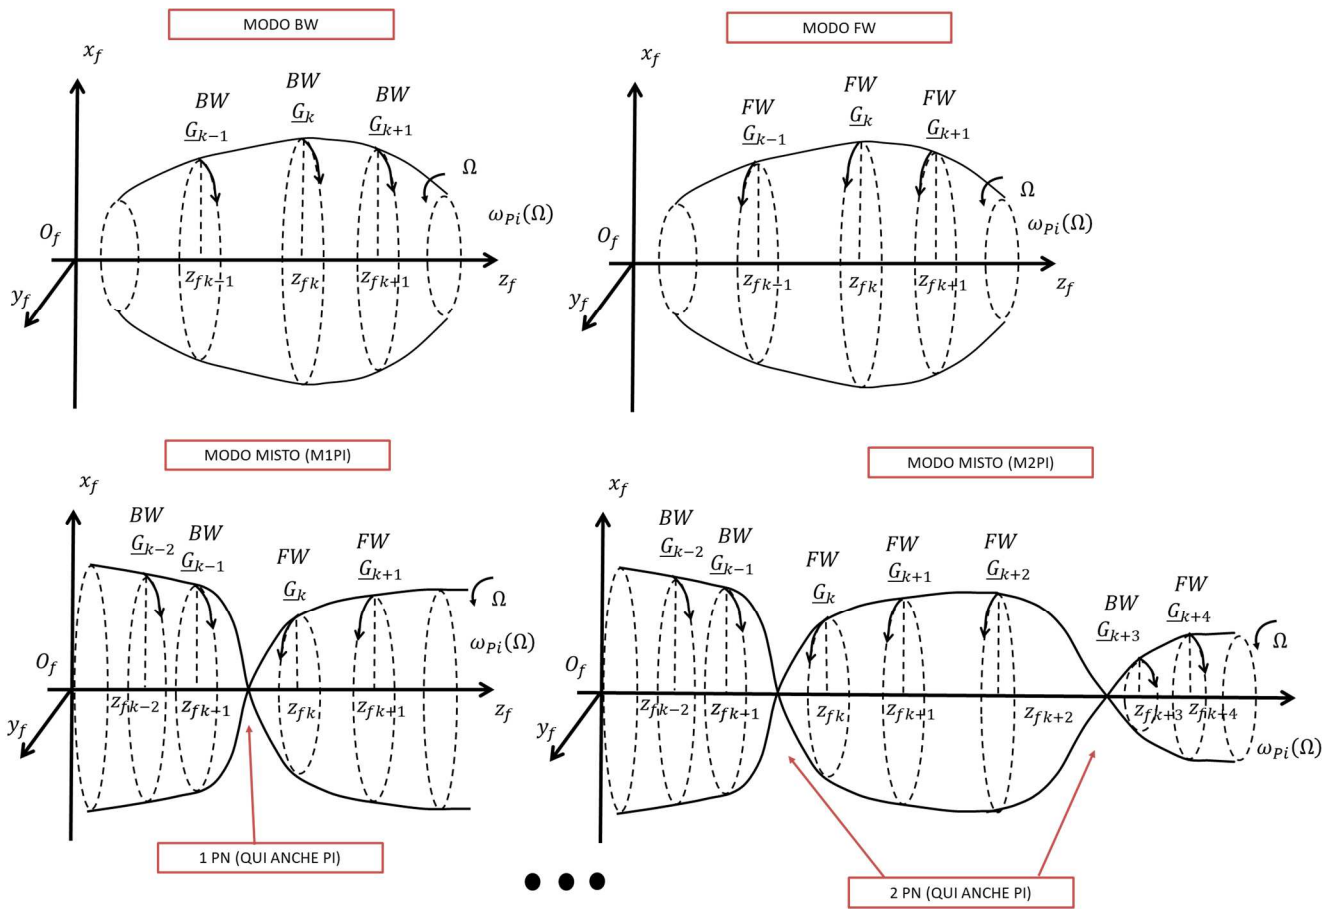 MODO BW
x_f
BW
G_{k-1}
BW
G_k
BW
G_{k+1}
Ω
ω_{Pi}(Ω)
O_f
z_{fk-1}
z_{fk}
z_{fk+1}
z_f
y_f
MODO FW
x_f
FW
G_{k-1}
FW
G_k
FW
G_{k+1}
Ω
ω_{Pi}(Ω)
O_f
z_{fk-1}
z_{fk}
z_{fk+1}
z_f
y_f
MODO MISTO (M1PI)
x_f
BW
G_{k-2}
BW
G_{k-1}
FW
G_k
FW
G_{k+1}
Ω
ω_{Pi}(Ω)
O_f
z_{fk-2}
z_{fk+1}
z_{fk}
z_{fk+1}
z_f
y_f
1 PN (QUI ANCHE PI)
MODO MISTO (M2PI)
x_f
BW
G_{k-2}
BW
G_{k-1}
FW
G_k
FW
G_{k+1}
FW
G_{k+2}
BW
G_{k+3}
FW
G_{k+4}
Ω
O_f
z_{fk-2}
z_{fk+1}
z_{fk}
z_{fk+1}
z_{fk+2}
z_{fk+3}
z_{fk+4}
ω_{Pi}(Ω)
y_f
2 PN (QUI ANCHE PI)